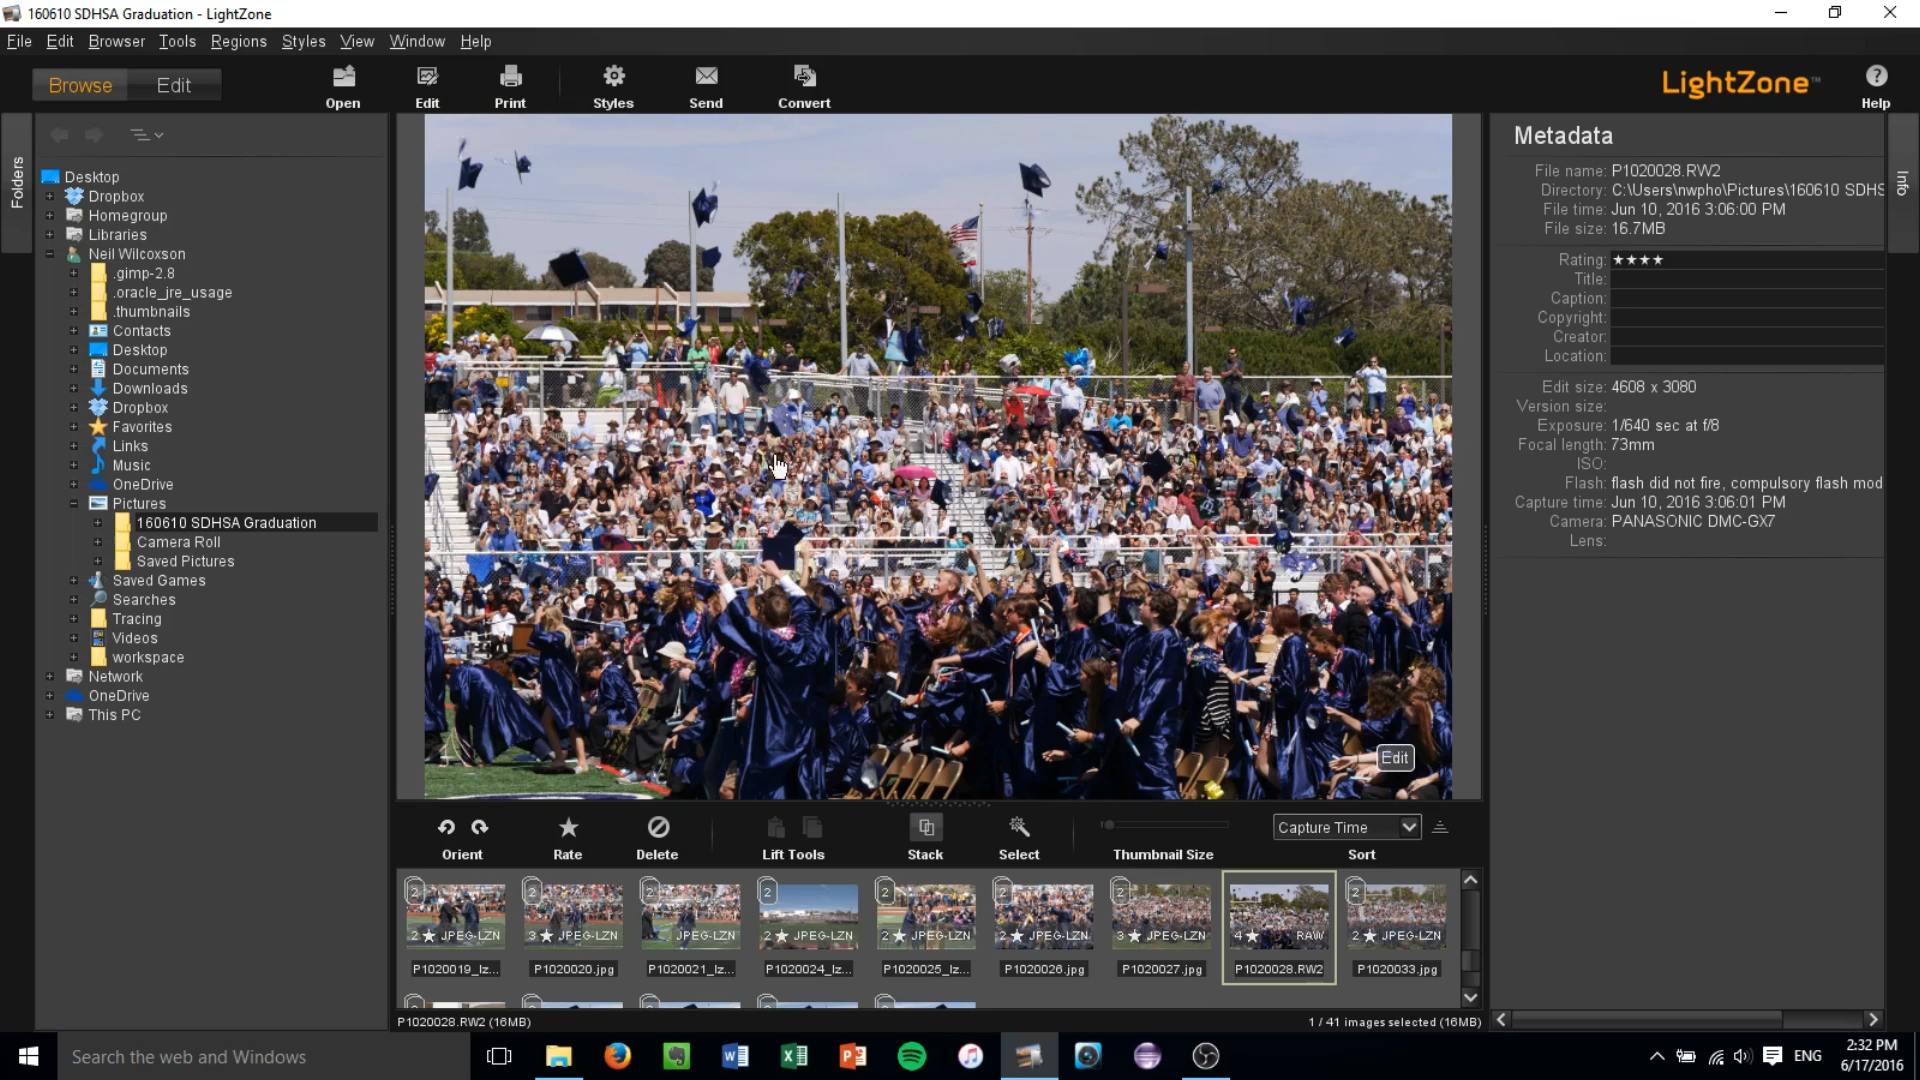 160610 SDHSA Graduation - LightZone
File Edit Browser Tools Regions Styles View Window Help
Browse Edit
Open Edit Print Styles Send Convert
LightZone™
Help
Folders
Desktop
Dropbox
Homegroup
Libraries
Neil Wilcoxson
.gimp-2.8
.oracle_jre_usage
.thumbnails
Contacts
Desktop
Documents
Downloads
Dropbox
Favorites
Links
Music
OneDrive
Pictures
160610 SDHSA Graduation
Camera Roll
Saved Pictures
Saved Games
Searches
Tracing
Videos
workspace
Network
OneDrive
This PC
Edit
Metadata
Info
File name: P1020028.RW2
Directory: C:\Users\nwpho\Pictures\160610 SDHS
File time: Jun 10, 2016 3:06:00 PM
File size: 16.7MB
Rating: ★★★★
Title:
Caption:
Copyright:
Creator:
Location:
Edit size: 4608 x 3080
Version size:
Exposure: 1/640 sec at f/8
Focal length: 73mm
ISO:
Flash: flash did not fire, compulsory flash mod
Capture time: Jun 10, 2016 3:06:01 PM
Camera: PANASONIC DMC-GX7
Lens:
Capture Time
Orient Rate Delete Lift Tools Stack Select Thumbnail Size Sort
2 2 2 2 2 2 2 2
2 ★ JPEG-LZN 3 ★ JPEG-LZN JPEG-LZN 2 ★ JPEG-LZN 2 ★ JPEG-LZN 2 ★ JPEG-LZN 3 ★ JPEG-LZN 4 ★ RAW 2 ★ JPEG-LZN
P1020019_lz... P1020020.jpg P1020021_lz... P1020024_lz... P1020025_lz... P1020026.jpg P1020027.jpg P1020028.RW2 P1020033.jpg
P1020028.RW2 (16MB)
1 / 41 images selected (16MB)
Search the web and Windows
ENG
2:32 PM
6/17/2016